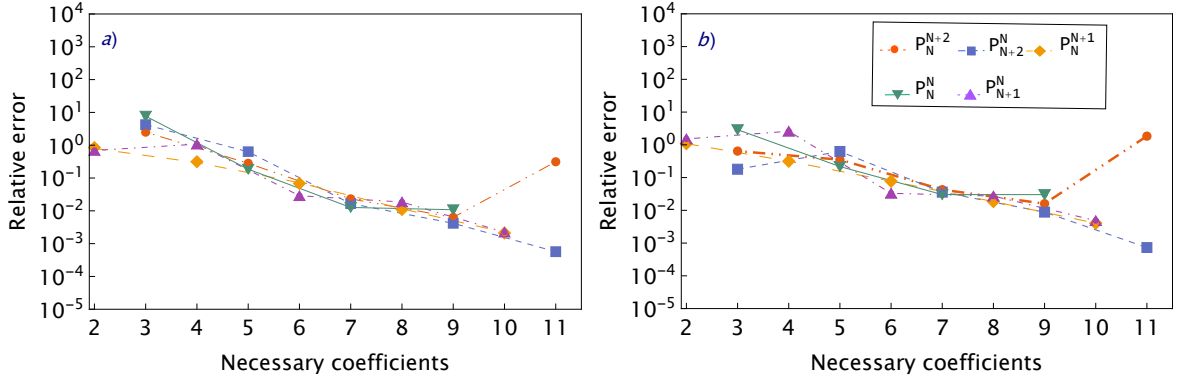 a)
Relative error
10^4
10^3
10^2
10^1
10^0
10^-1
10^-2
10^-3
10^-4
10^-5
2 3 4 5 6 7 8 9 10 11
Necessary coefficients
b)
P_N^{N+2} P_{N+2}^N P_N^{N+1}
P_N^N P_{N+1}^N
Relative error
10^4
10^3
10^2
10^1
10^0
10^-1
10^-2
10^-3
10^-4
10^-5
2 3 4 5 6 7 8 9 10 11
Necessary coefficients